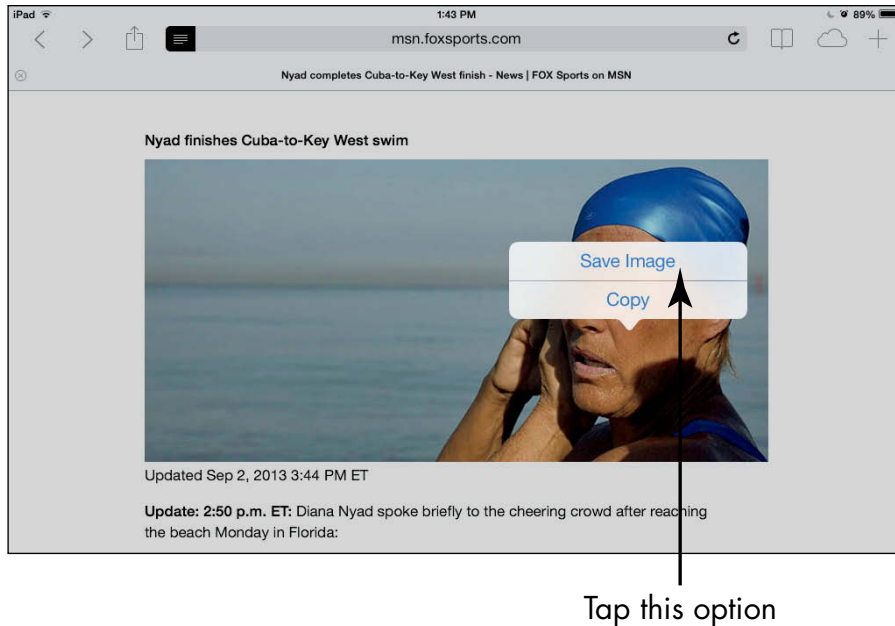 iPad 1:43 PM 89%
msn.foxsports.com
Nyad completes Cuba-to-Key West finish - News | FOX Sports on MSN
Nyad finishes Cuba-to-Key West swim
Save Image
Copy
Updated Sep 2, 2013 3:44 PM ET
Update: 2:50 p.m. ET: Diana Nyad spoke briefly to the cheering crowd after reaching
the beach Monday in Florida:
Tap this option